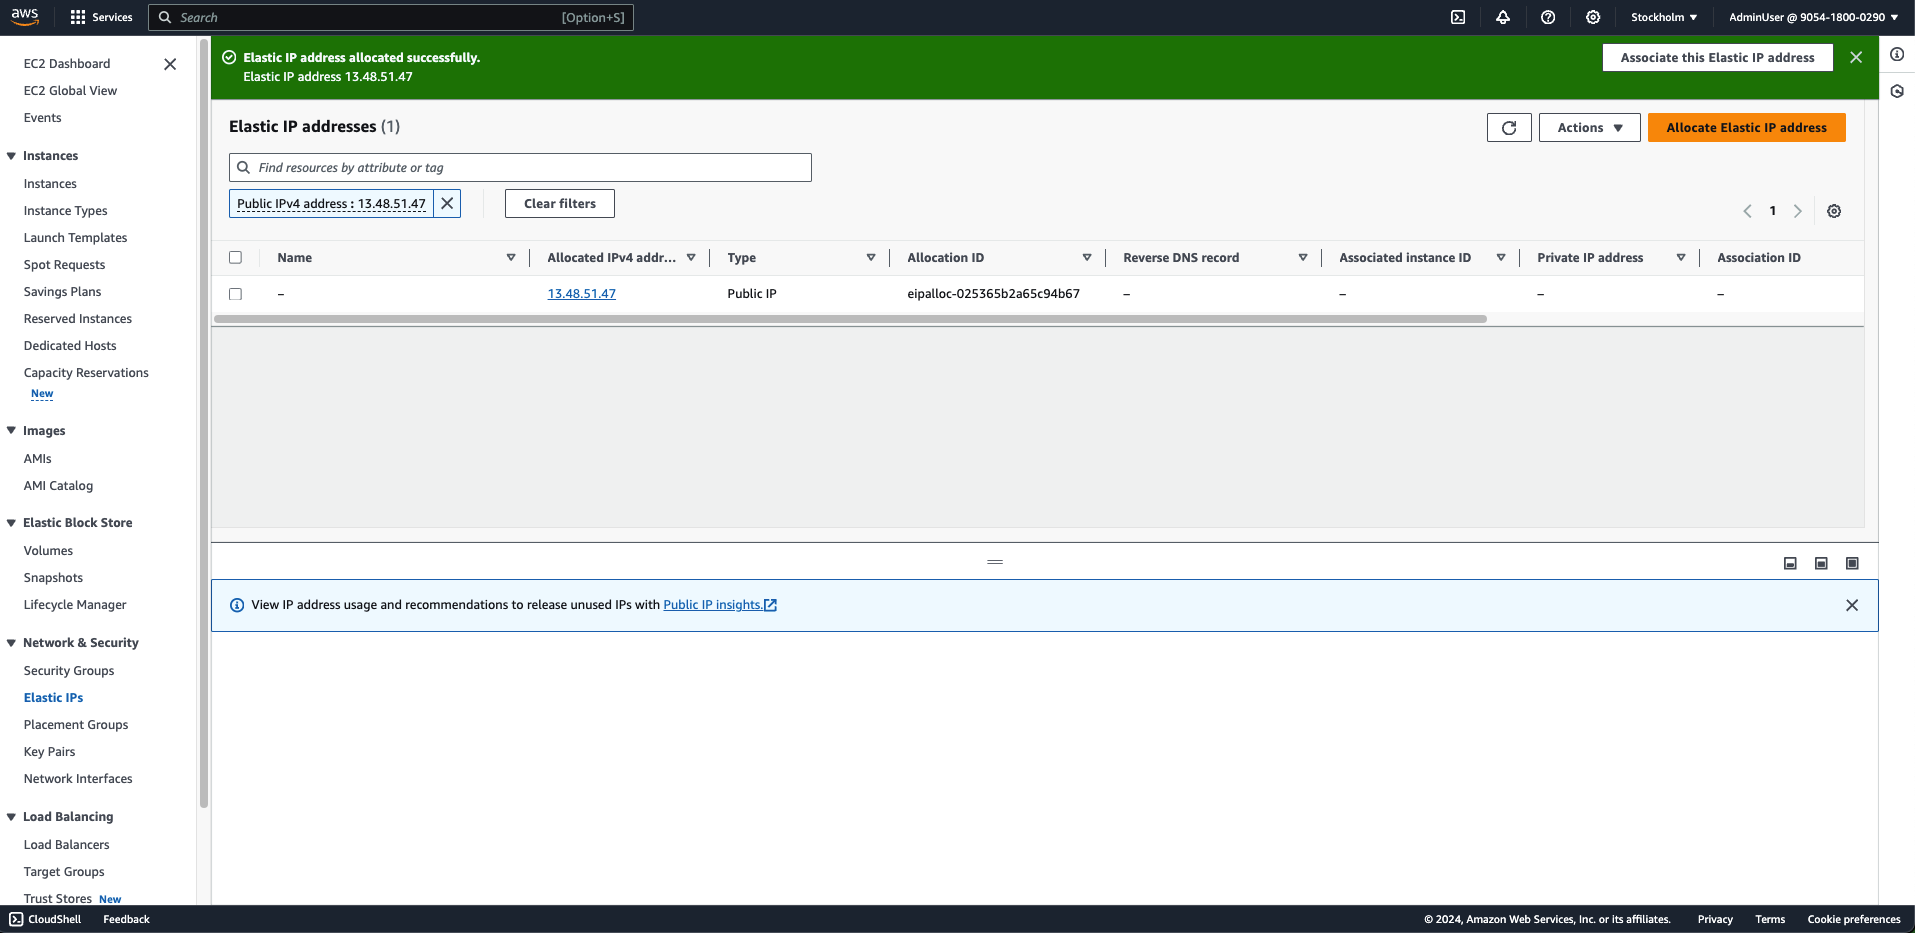 aws
Services
Search
[Option+S]
Stockholm
AdminUser @ 9054-1800-0290
EC2 Dashboard
EC2 Global View
Events
Instances
Instances
Instance Types
Launch Templates
Spot Requests
Savings Plans
Reserved Instances
Dedicated Hosts
Capacity Reservations
New
Images
AMIs
AMI Catalog
Elastic Block Store
Volumes
Snapshots
Lifecycle Manager
Network & Security
Security Groups
Elastic IPs
Placement Groups
Key Pairs
Network Interfaces
Load Balancing
Load Balancers
Target Groups
Trust Stores New
Elastic IP address allocated successfully.
Elastic IP address 13.48.51.47
Associate this Elastic IP address
Elastic IP addresses (1)
Actions
Allocate Elastic IP address
Find resources by attribute or tag
Public IPv4 address : 13.48.51.47
Clear filters
1
Name Allocated IPv4 addr... Type Allocation ID Reverse DNS record Associated instance ID Private IP address Association ID
– 13.48.51.47 Public IP eipalloc-025365b2a65c94b67 – – – –
View IP address usage and recommendations to release unused IPs with Public IP insights.
CloudShell Feedback © 2024, Amazon Web Services, Inc. or its affiliates. Privacy Terms Cookie preferences